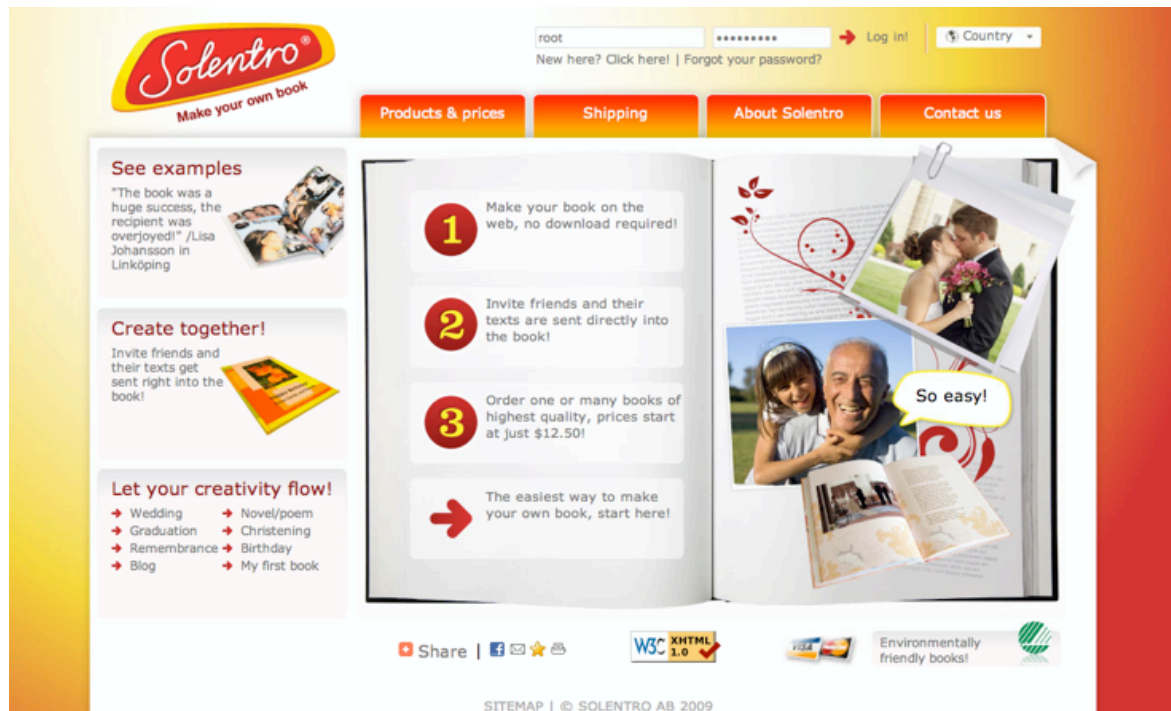 Solentro®
Make your own book
root
•••••••••
Log in!
Country
New here? Click here! | Forgot your password?
Products & prices
Shipping
About Solentro
Contact us
See examples
"The book was a
huge success, the
recipient was
overjoyed!" /Lisa
Johansson in
Linköping
Create together!
Invite friends and
their texts get
sent right into the
book!
Let your creativity flow!
Wedding
Novel/poem
Graduation
Christening
Remembrance
Birthday
Blog
My first book
1
Make your book on the
web, no download required!
2
Invite friends and their
texts are sent directly into
the book!
3
Order one or many books of
highest quality, prices start
at just $12.50!
The easiest way to make
your own book, start here!
So easy!
Share |
W3C XHTML
1.0
VISA
Environmentally
friendly books!
SITEMAP | © SOLENTRO AB 2009